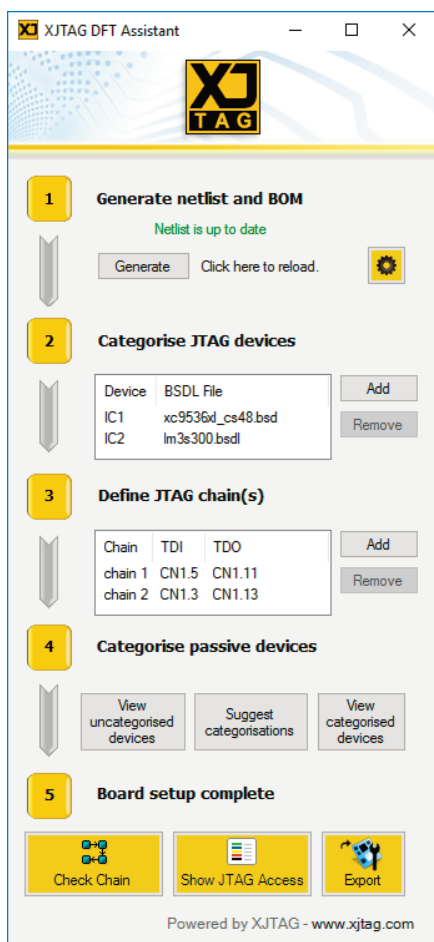 XJ XJTAG DFT Assistant
XJ
TAG
1 Generate netlist and BOM
Netlist is up to date
Generate Click here to reload.
2 Categorise JTAG devices
Device BSDL File
IC1 xc9536xl_cs48.bsd
IC2 lm3s300.bsdl
Add
Remove
3 Define JTAG chain(s)
Chain TDI TDO
chain 1 CN1.5 CN1.11
chain 2 CN1.3 CN1.13
Add
Remove
4 Categorise passive devices
View
uncategorised
devices
Suggest
categorisations
View
categorised
devices
5 Board setup complete
Check Chain
Show JTAG Access
Export
Powered by XJTAG - www.xjtag.com